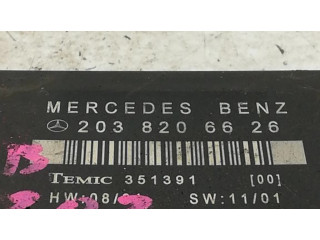 MERCEDES BENZ
203 820 66 26
TEMIC 351391 [00]
SW:11/01